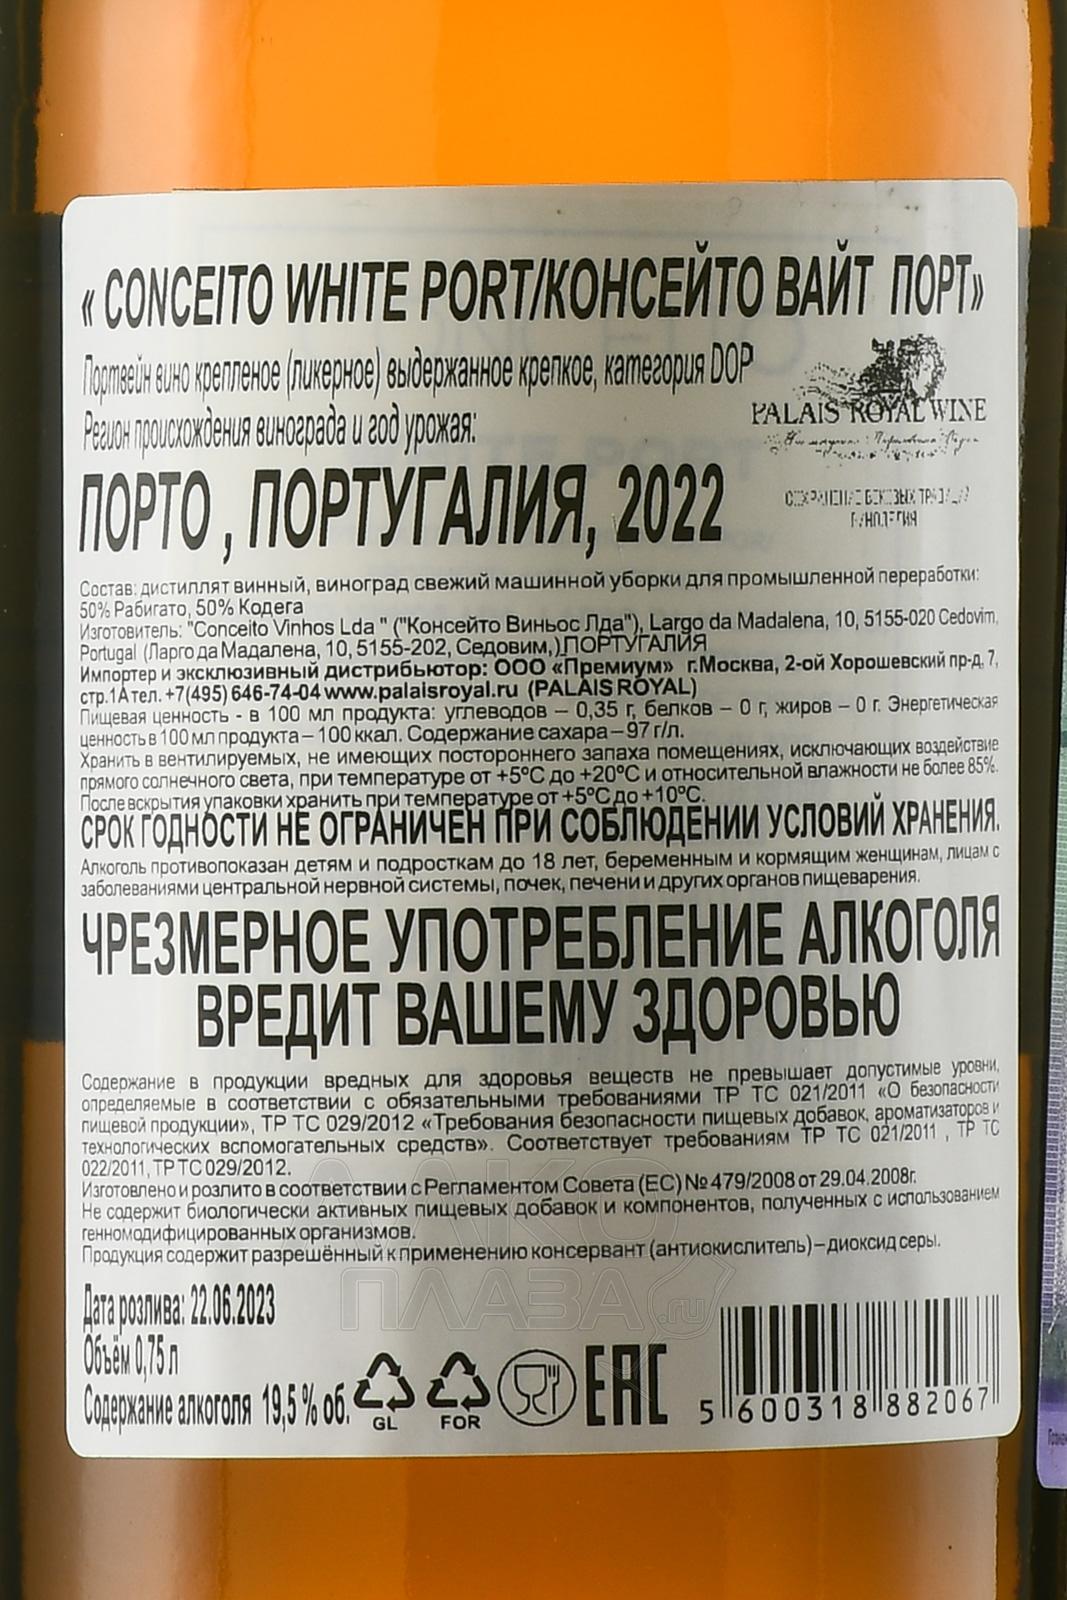 « CONCEITO WHITE PORT/КОНСЕЙТО ВАЙТ ПОРТ»
Портвейн вино крепленое (ликерное) выдержанное крепкое, категория DOP
Регион происхождения винограда и год урожая:
PALAIS ROYAL WINE
ПОРТО , ПОРТУГАЛИЯ, 2022
Состав: дистиллят винный, виноград свежий машинной уборки для промышленной переработки:
50% Рабигато, 50% Кодега
Изготовитель: "Conceito Vinhos Lda " ("Консейто Виньос Лда"), Largo da Madalena, 10, 5155-020 Cedovim,
Portugal (Ларго да Мадалена, 10, 5155-202, Седовим,) ПОРТУГАЛИЯ
Импортер и эксклюзивный дистрибьютор: ООО «Премиум» г.Москва, 2-ой Хорошевский пр-д, 7,
стр.1А тел. +7(495) 646-74-04 www.palaisroyal.ru (PALAIS ROYAL)
Пищевая ценность - в 100 мл продукта: углеводов – 0,35 г, белков – 0 г, жиров – 0 г. Энергетическая
ценность в 100 мл продукта – 100 ккал. Содержание сахара – 97 г/л.
Хранить в вентилируемых, не имеющих постороннего запаха помещениях, исключающих воздействие
прямого солнечного света, при температуре от +5ºС до +20ºС и относительной влажности не более 85%.
После вскрытия упаковки хранить при температуре от +5ºС до +10ºС.
СРОК ГОДНОСТИ НЕ ОГРАНИЧЕН ПРИ СОБЛЮДЕНИИ УСЛОВИЙ ХРАНЕНИЯ.
Алкоголь противопоказан детям и подросткам до 18 лет, беременным и кормящим женщинам, лицам с
заболеваниями центральной нервной системы, почек, печени и других органов пищеварения.
ЧРЕЗМЕРНОЕ УПОТРЕБЛЕНИЕ АЛКОГОЛЯ
ВРЕДИТ ВАШЕМУ ЗДОРОВЬЮ
Содержание в продукции вредных для здоровья веществ не превышает допустимые уровни,
определяемые в соответствии с обязательными требованиями ТР ТС 021/2011 «О безопасности
пищевой продукции», ТР ТС 029/2012 «Требования безопасности пищевых добавок, ароматизаторов и
технологических вспомогательных средств». Соответствует требованиям ТР ТС 021/2011 , ТР ТС
022/2011, ТР ТС 029/2012.
Изготовлено и розлито в соответствии с Регламентом Совета (ЕС) № 479/2008 от 29.04.2008г.
Не содержит биологически активных пищевых добавок и компонентов, полученных с использованием
генномодифицированных организмов.
Продукция содержит разрешённый к применению консервант (антиокислитель) – диоксид серы.
АЛКО
ПЛАЗА .ru
Дата розлива: 22.06.2023
Объём 0,75 л
Содержание алкоголя 19,5 % об.
GL FOR EAC
5 600318 882067